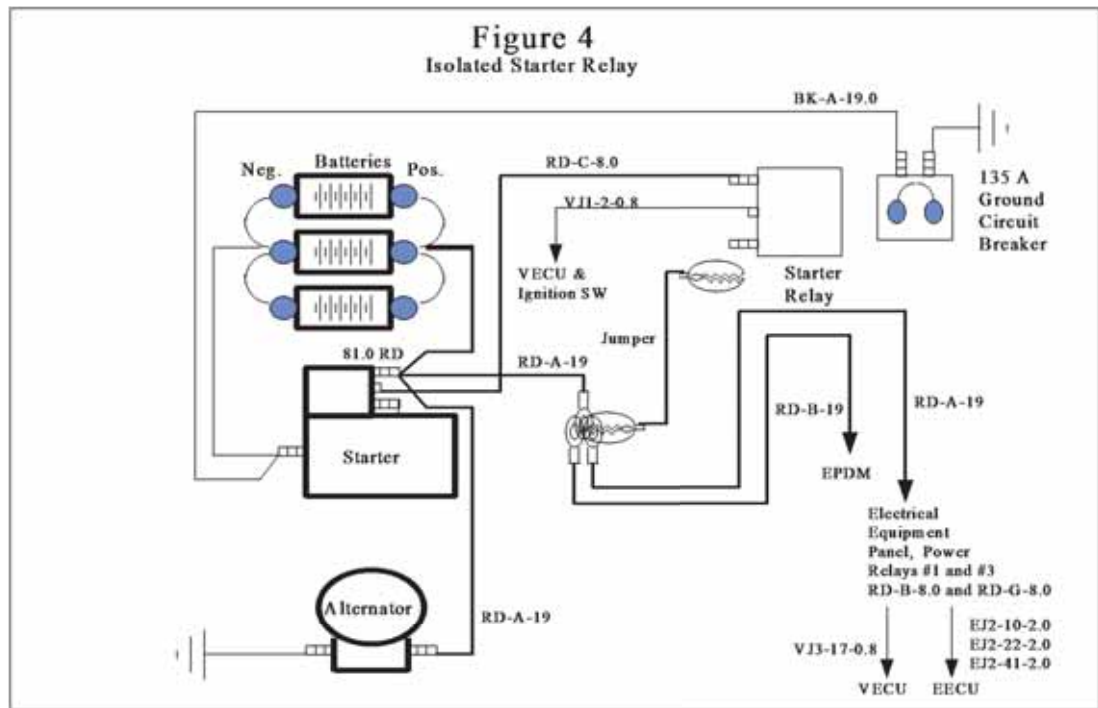 Figure 4
Isolated Starter Relay
BK-A-19.0
Neg.
Batteries
Pos.
RD-C-8.0
VJ1-2-0.8
135 A
Ground
Circuit
Breaker
VECU &
Ignition SW
Starter
Relay
Jumper
81.0 RD
RD-A-19
RD-B-19
RD-A-19
Starter
EPDM
Electrical
Equipment
Panel, Power
Relays #1 and #3
RD-B-8.0 and RD-G-8.0
Alternator
RD-A-19
VJ3-17-0.8
EJ2-10-2.0
EJ2-22-2.0
EJ2-41-2.0
VECU
EECU